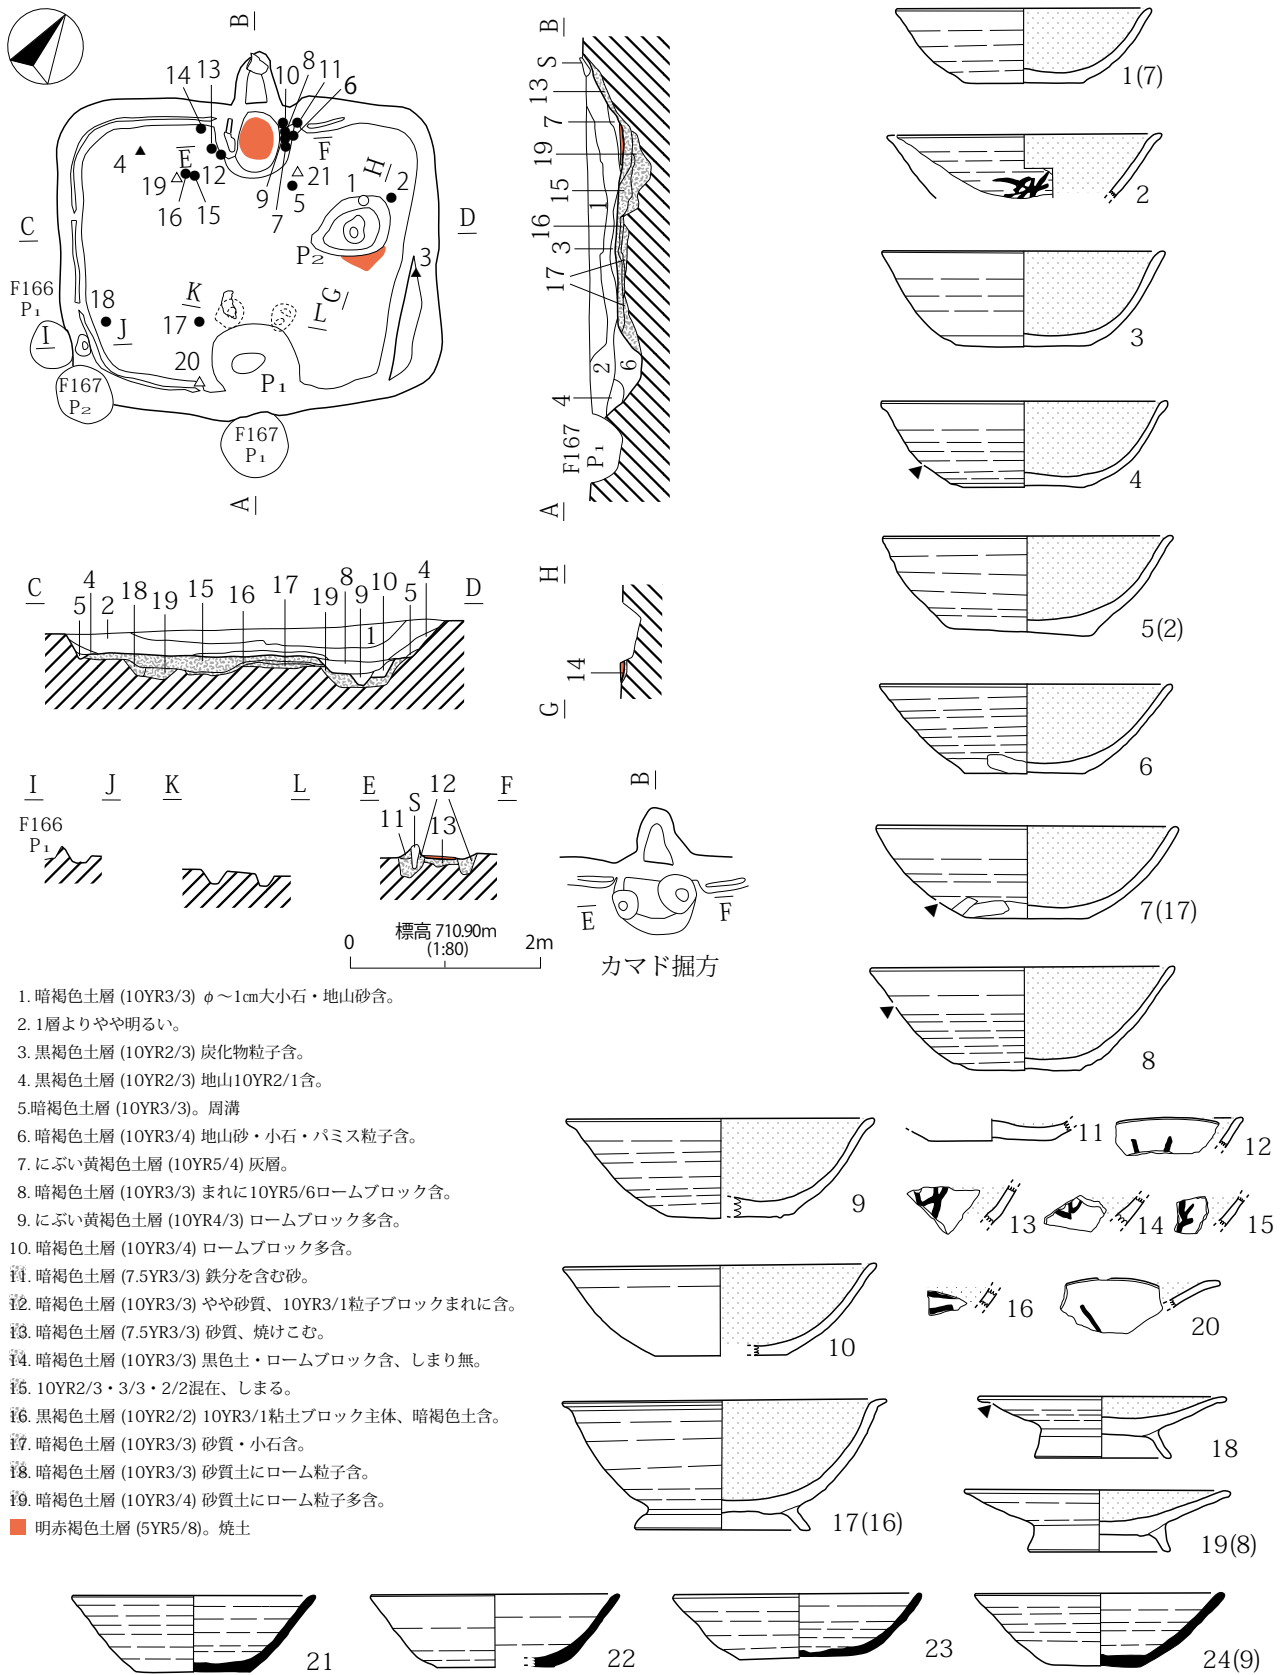 B
14 13 10 8 11 6
4 E F H
19 12 9 21 1 2
16 15 7 5
C D
P2 3
F166
P1
I 18 J K 17 L G
20 P1
F167
P2
F167
P1
A
B
S
13
7
19
15
1
16
3
17
2
6
4
F167
P1
A
C 4 5 2 18 19 15 16 17 19 8 9 10 5 4 D
1
H
14
G
I J K L E S 12 F
F166
P1
11 13
標高 710.90m
(1:80)
0 2m
B
E F
カマド掘方
1. 暗褐色土層 (10YR3/3) φ～1㎝大小石・地山砂含。
2. 1層よりやや明るい。
3. 黒褐色土層 (10YR2/3) 炭化物粒子含。
4. 黒褐色土層 (10YR2/3) 地山10YR2/1含。
5.暗褐色土層 (10YR3/3)。周溝
6. 暗褐色土層 (10YR3/4) 地山砂・小石・パミス粒子含。
7. にぶい黄褐色土層 (10YR5/4) 灰層。
8. 暗褐色土層 (10YR3/3) まれに10YR5/6ロームブロック含。
9. にぶい黄褐色土層 (10YR4/3) ロームブロック多含。
10. 暗褐色土層 (10YR3/4) ロームブロック多含。
11. 暗褐色土層 (7.5YR3/3) 鉄分を含む砂。
12. 暗褐色土層 (10YR3/3) やや砂質、10YR3/1粒子ブロックまれに含。
13. 暗褐色土層 (7.5YR3/3) 砂質、焼けこむ。
14. 暗褐色土層 (10YR3/3) 黒色土・ロームブロック含、しまり無。
15. 10YR2/3・3/3・2/2混在、しまる。
16. 黒褐色土層 (10YR2/2) 10YR3/1粘土ブロック主体、暗褐色土含。
17. 暗褐色土層 (10YR3/3) 砂質・小石含。
18. 暗褐色土層 (10YR3/3) 砂質土にローム粒子含。
19. 暗褐色土層 (10YR3/4) 砂質土にローム粒子多含。
明赤褐色土層 (5YR5/8)。焼土
1(7)
2
3
4
5(2)
6
7(17)
8
9 11 12
13 14 15
10 16 20
17(16) 18
19(8)
21 22 23 24(9)